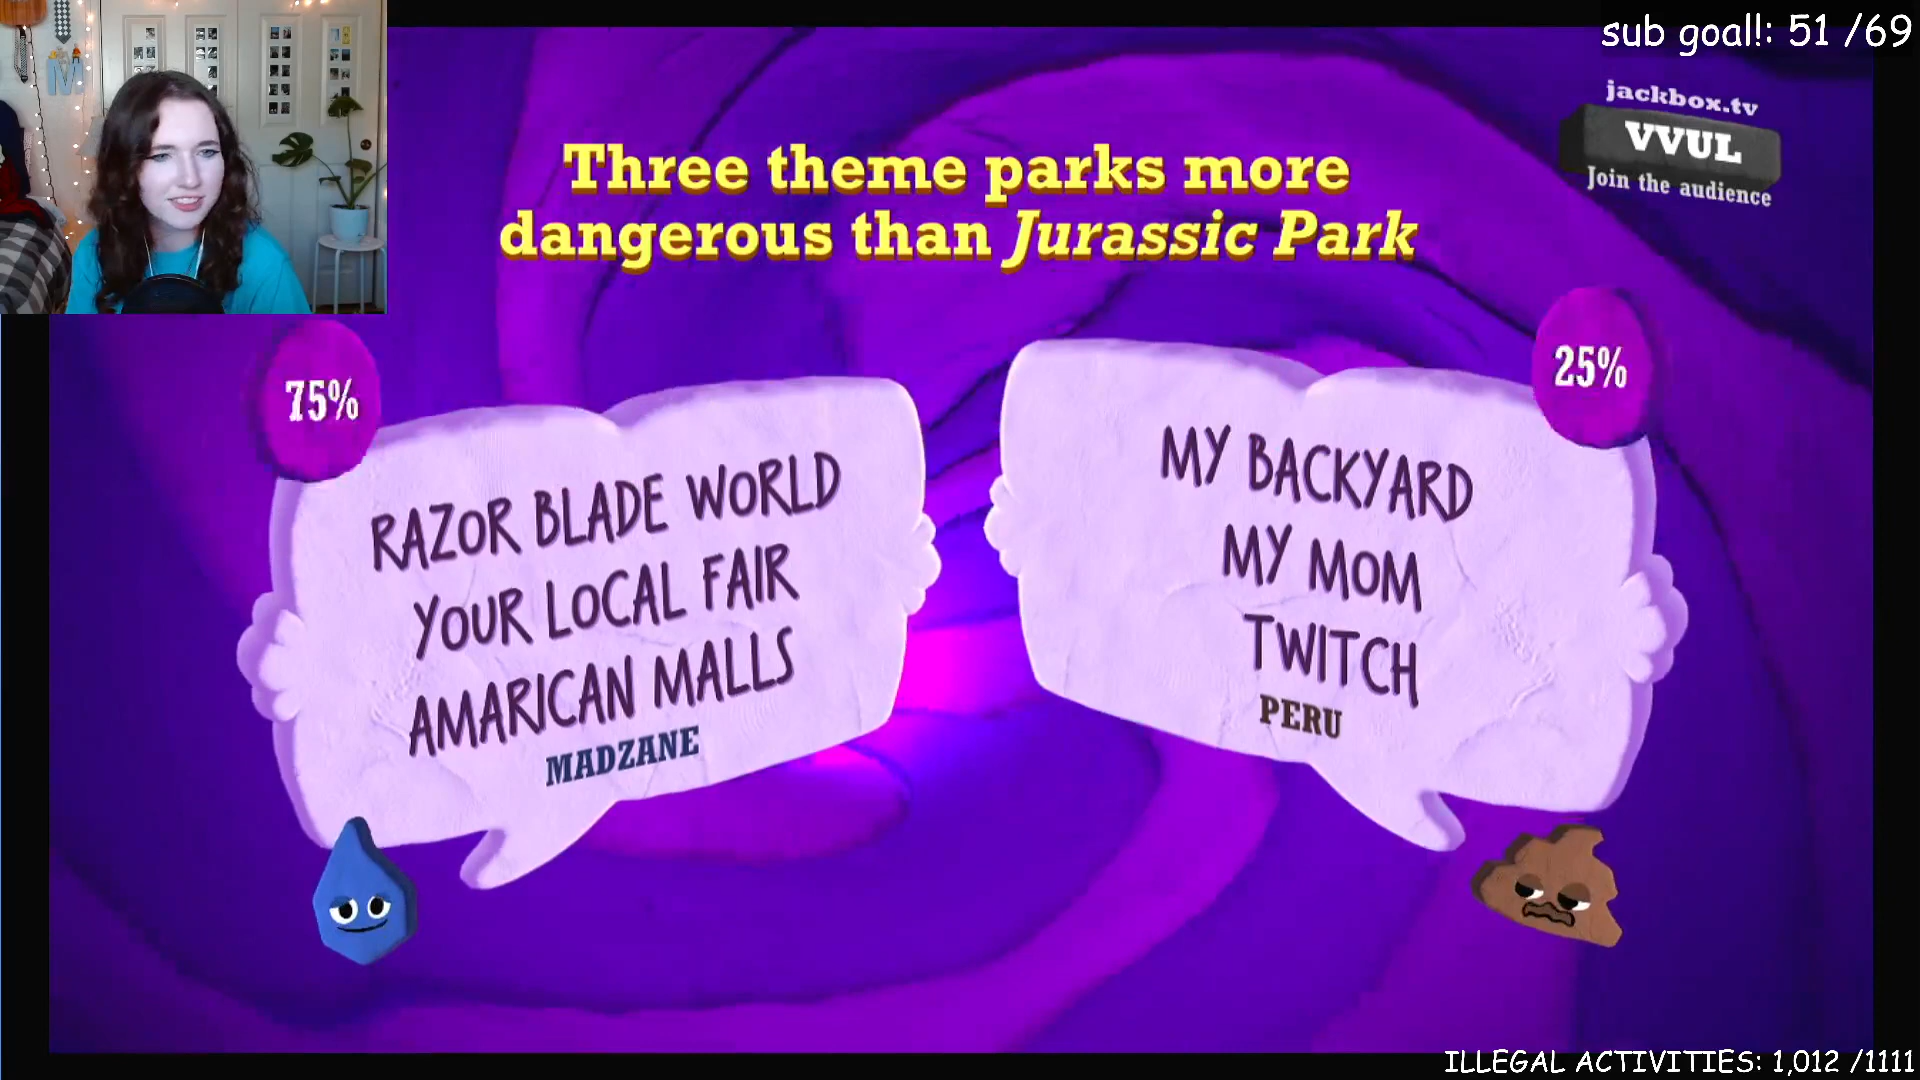 sub goal!: 51 /69
jackbox.tv
VVUL
Join the audience
Three theme parks more
dangerous than Jurassic Park
75%
25%
RAZOR BLADE WORLD
YOUR LOCAL FAIR
AMARICAN MALLS
MADZANE
MY BACKYARD
MY MOM
TWITCH
PERU
ILLEGAL ACTIVITIES: 1,012 /1111